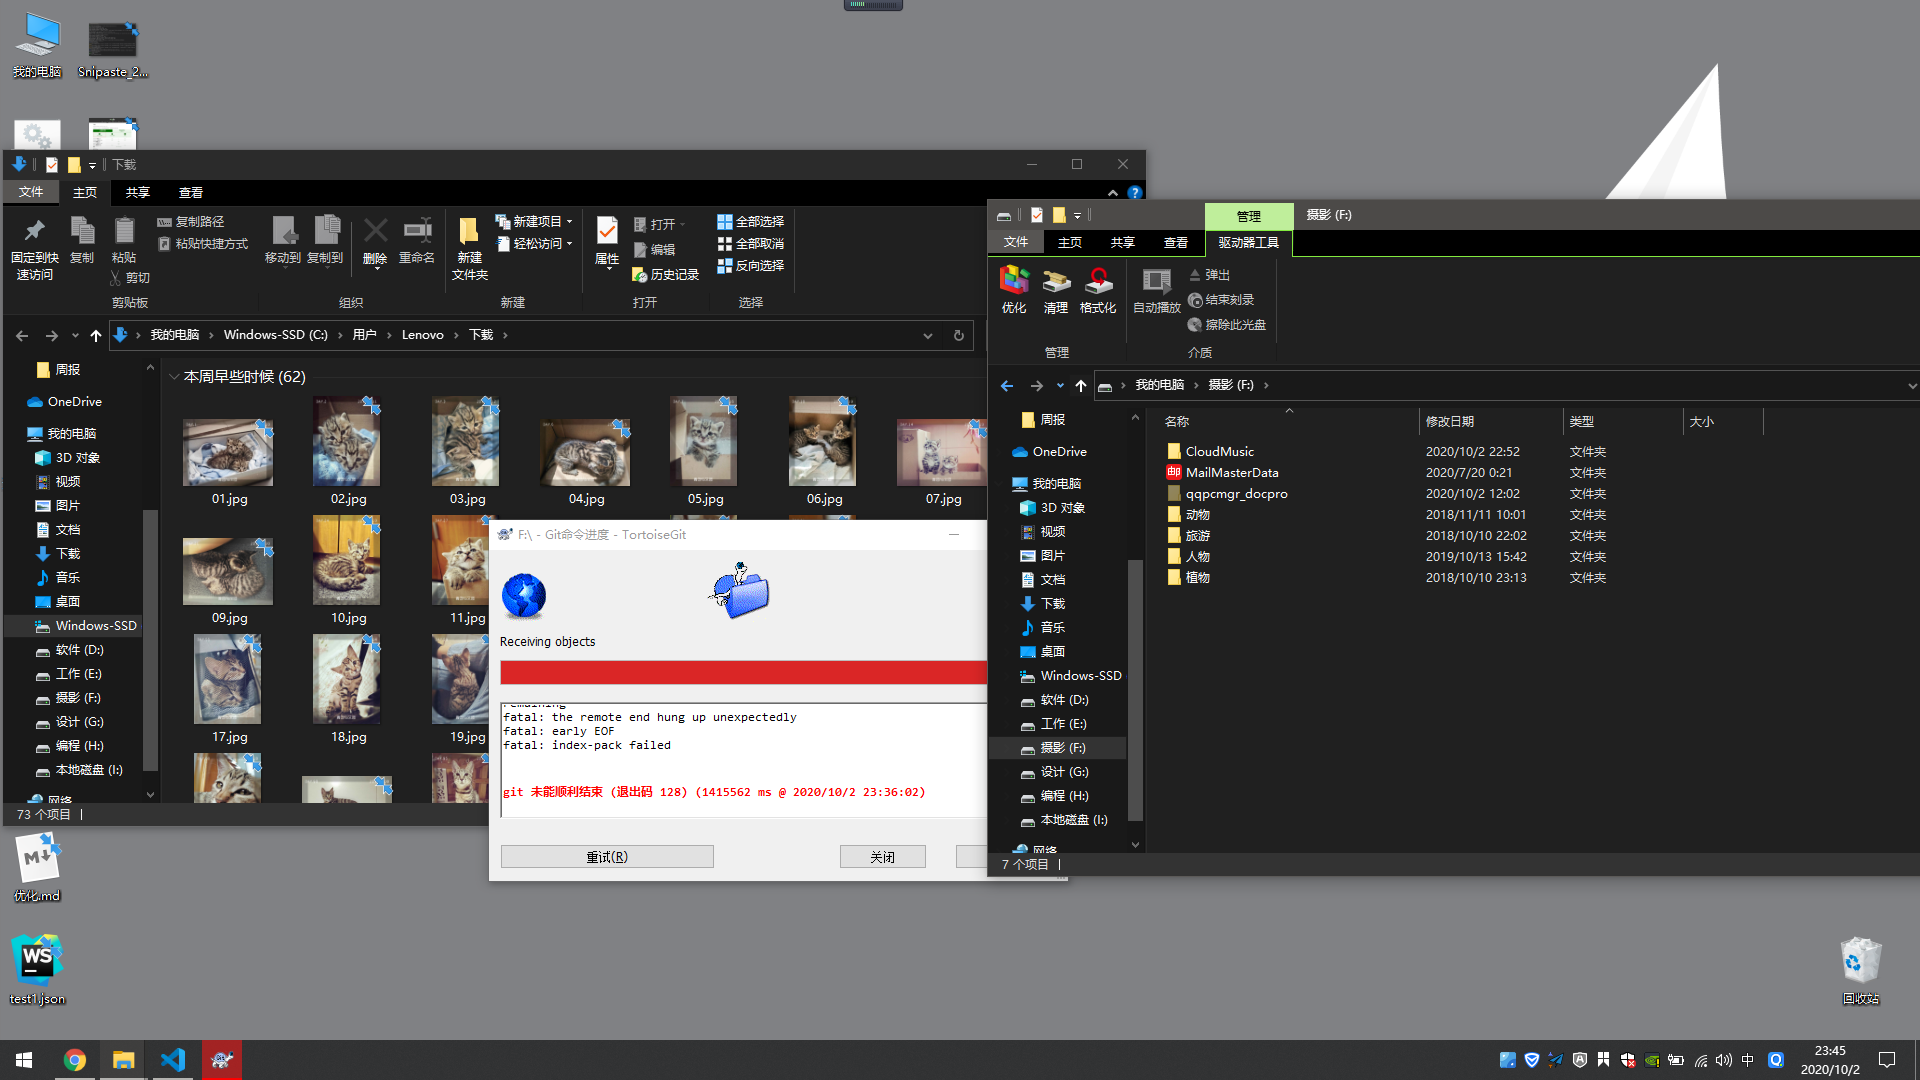 我的电脑
Snipaste_2...
下载
文件 主页 共享 查看
固定到快
速访问
复制
粘贴
复制路径
粘贴快捷方式
剪切
剪贴板
移动到
复制到
删除
重命名
组织
新建
文件夹
新建项目
轻松访问
新建
属性
打开
编辑
历史记录
打开
全部选择
全部取消
反向选择
选择
我的电脑 › Windows-SSD (C:) › 用户 › Lenovo › 下载 ›
周报
OneDrive
我的电脑
3D 对象
视频
图片
文档
下载
音乐
桌面
Windows-SSD
软件 (D:)
工作 (E:)
摄影 (F:)
设计 (G:)
编程 (H:)
本地磁盘 (I:)
网络
本周早些时候 (62)
01.jpg 02.jpg 03.jpg 04.jpg 05.jpg 06.jpg 07.jpg
09.jpg 10.jpg 11.jpg
17.jpg 18.jpg 19.jpg
73 个项目
F:\ - Git命令进度 - TortoiseGit
Receiving objects
remaining
fatal: the remote end hung up unexpectedly
fatal: early EOF
fatal: index-pack failed
git 未能顺利结束 (退出码 128) (1415562 ms @ 2020/10/2 23:36:02)
重试(R)
关闭
管理
摄影 (F:)
文件 主页 共享 查看 驱动器工具
优化
清理
格式化
管理
自动播放
弹出
结束刻录
擦除此光盘
介质
我的电脑 › 摄影 (F:) ›
周报
OneDrive
我的电脑
3D 对象
视频
图片
文档
下载
音乐
桌面
Windows-SSD
软件 (D:)
工作 (E:)
摄影 (F:)
设计 (G:)
编程 (H:)
本地磁盘 (I:)
网络
名称 修改日期 类型 大小
CloudMusic 2020/10/2 22:52 文件夹
MailMasterData 2020/7/20 0:21 文件夹
qqpcmgr_docpro 2020/10/2 12:02 文件夹
动物 2018/11/11 10:01 文件夹
旅游 2018/10/10 22:02 文件夹
人物 2019/10/13 15:42 文件夹
植物 2018/10/10 23:13 文件夹
7 个项目
优化.md
WS
test1.json
回收站
中
23:45
2020/10/2